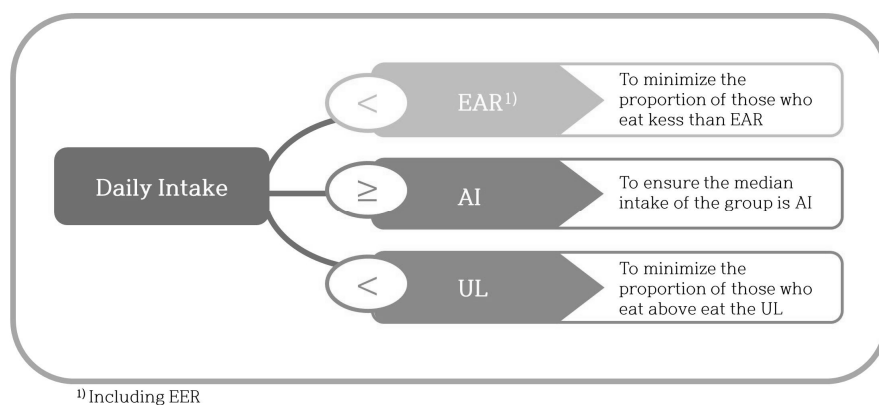 < EAR1) To minimize the
proportion of those who
eat kess than EAR
Daily Intake
≥ AI To ensure the median
intake of the group is AI
< UL To minimize the
proportion of those who
eat above eat the UL
1) Including EER